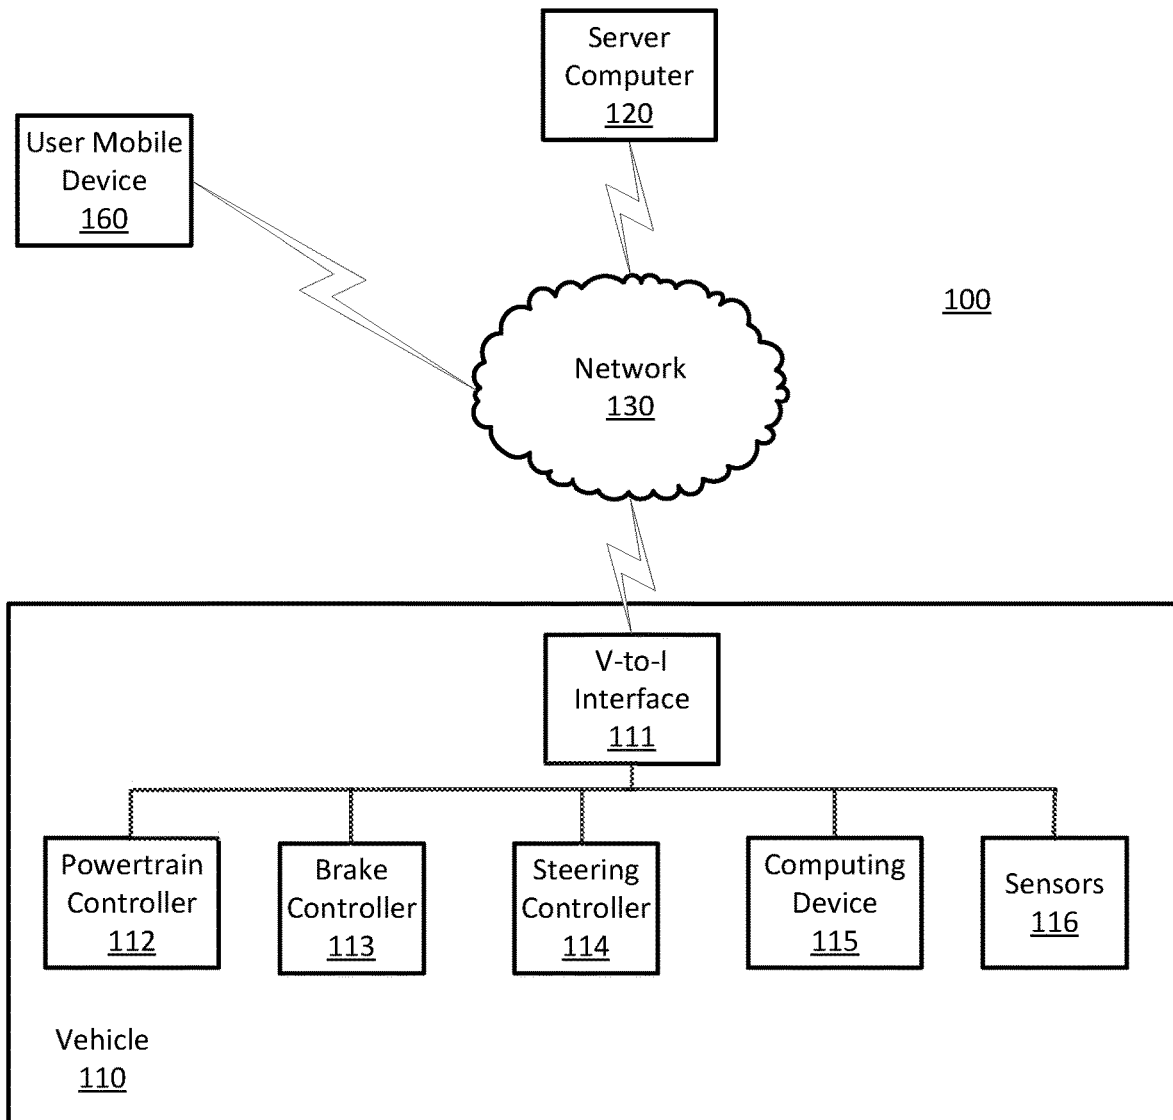 Server
Computer
120
User Mobile
Device
160
100
Network
130
V-to-I
Interface
111
Powertrain
Controller
112
Brake
Controller
113
Steering
Controller
114
Computing
Device
115
Sensors
116
Vehicle
110